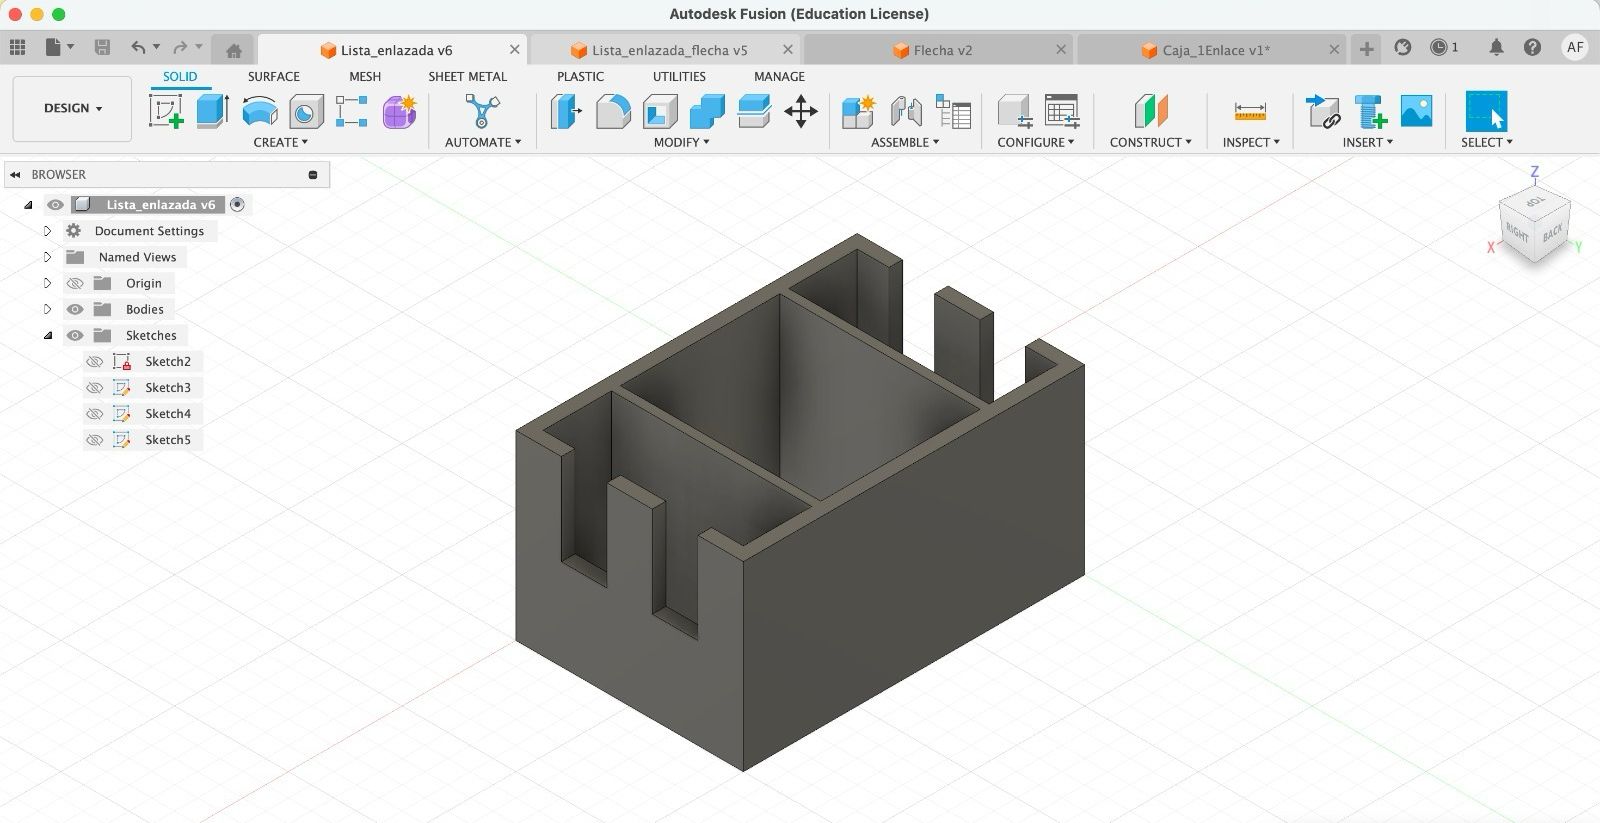 Autodesk Fusion (Education License)
Lista_enlazada v6
Lista_enlazada_flecha v5
Flecha v2
Caja_1Enlace v1*
1
AF
DESIGN
SOLID
SURFACE
MESH
SHEET METAL
PLASTIC
UTILITIES
MANAGE
CREATE
AUTOMATE
MODIFY
ASSEMBLE
CONFIGURE
CONSTRUCT
INSPECT
INSERT
SELECT
BROWSER
Lista_enlazada v6
Document Settings
Named Views
Origin
Bodies
Sketches
Sketch2
Sketch3
Sketch4
Sketch5
Z
TOP
RIGHT
BACK
X
Y